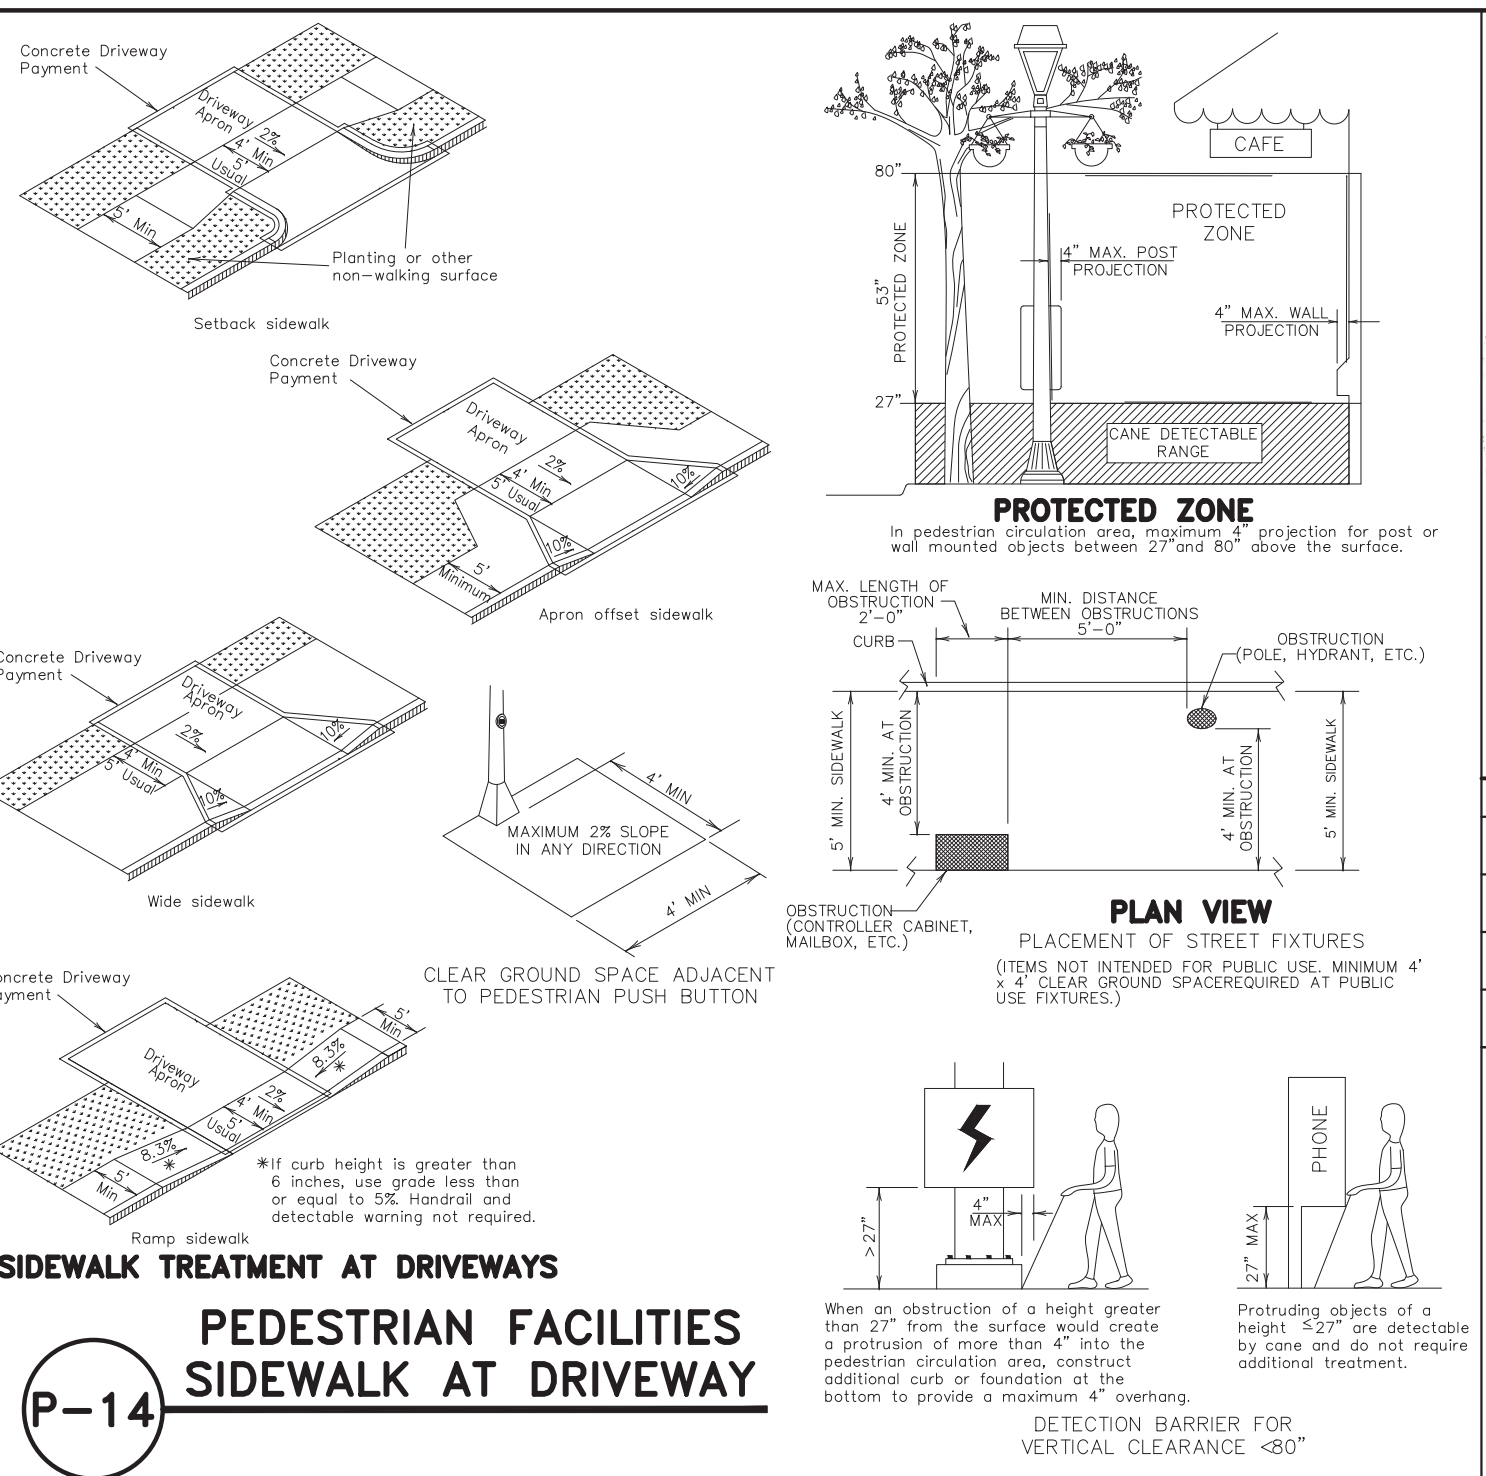 Concrete Driveway
Payment
Driveway
Apron
2%
4' Min
5'
Usual
5' Min
Planting or other
non-walking surface
Setback sidewalk
Concrete Driveway
Payment
Driveway
Apron
2%
4' Min
5' Usual
10%
10%
5'
Minimum
Apron offset sidewalk
Concrete Driveway
Payment
Driveway
Apron
2%
4' Min
5' Usual
10%
10%
Wide sidewalk
4' MIN
MAXIMUM 2% SLOPE
IN ANY DIRECTION
4' MIN
CLEAR GROUND SPACE ADJACENT
TO PEDESTRIAN PUSH BUTTON
oncrete Driveway
ayment
Driveway
Apron
5'
Min
8.3%
*
2%
4' Min
5'
Usual
8.3%
*
5'
Min
*If curb height is greater than
6 inches, use grade less than
or equal to 5%. Handrail and
detectable warning not required.
Ramp sidewalk
SIDEWALK TREATMENT AT DRIVEWAYS
PEDESTRIAN FACILITIES
SIDEWALK AT DRIVEWAY
P-14
CAFE
80"
PROTECTED
ZONE
53"
PROTECTED ZONE
4" MAX. POST
PROJECTION
4" MAX. WALL
PROJECTION
27"
CANE DETECTABLE
RANGE
PROTECTED ZONE
In pedestrian circulation area, maximum 4" projection for post or
wall mounted objects between 27"and 80" above the surface.
MAX. LENGTH OF
OBSTRUCTION
2'-0"
MIN. DISTANCE
BETWEEN OBSTRUCTIONS
5'-0"
CURB
OBSTRUCTION
(POLE, HYDRANT, ETC.)
5' MIN. SIDEWALK
4' MIN. AT
OBSTRUCTION
4' MIN. AT
OBSTRUCTION
5' MIN. SIDEWALK
OBSTRUCTION
(CONTROLLER CABINET,
MAILBOX, ETC.)
PLAN VIEW
PLACEMENT OF STREET FIXTURES
(ITEMS NOT INTENDED FOR PUBLIC USE. MINIMUM 4'
x 4' CLEAR GROUND SPACEREQUIRED AT PUBLIC
USE FIXTURES.)
>27"
4"
MAX
When an obstruction of a height greater
than 27" from the surface would create
a protrusion of more than 4" into the
pedestrian circulation area, construct
additional curb or foundation at the
bottom to provide a maximum 4" overhang.
PHONE
27" MAX
Protruding objects of a
height ≤27" are detectable
by cane and do not require
additional treatment.
DETECTION BARRIER FOR
VERTICAL CLEARANCE <80"